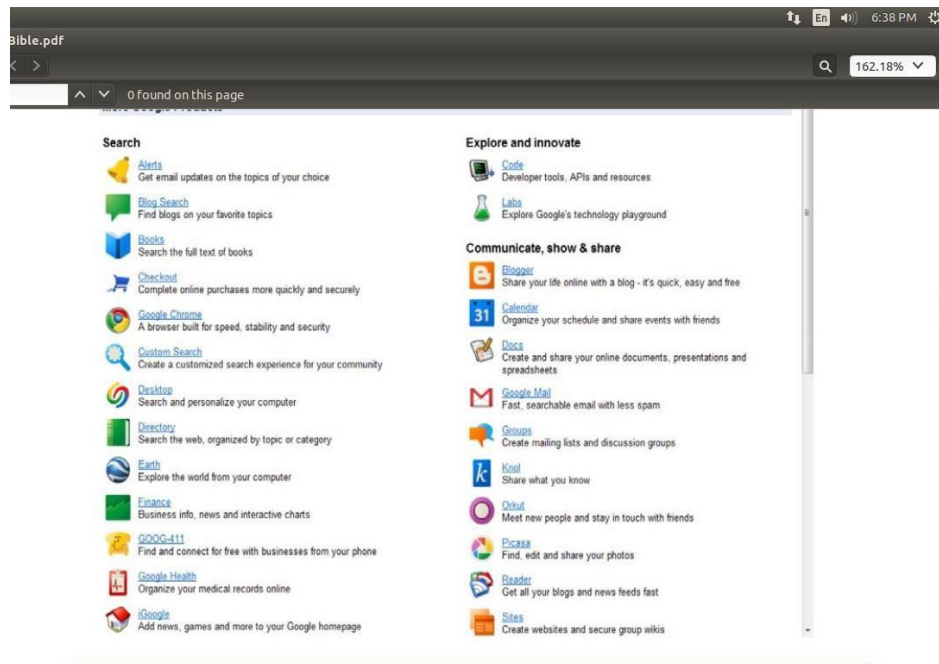 En 6:38 PM
Bible.pdf
162.18%
0 found on this page
More Google Products
Search
Alerts
Get email updates on the topics of your choice
Blog Search
Find blogs on your favorite topics
Books
Search the full text of books
Checkout
Complete online purchases more quickly and securely
Google Chrome
A browser built for speed, stability and security
Custom Search
Create a customized search experience for your community
Desktop
Search and personalize your computer
Directory
Search the web, organized by topic or category
Earth
Explore the world from your computer
Finance
Business info, news and interactive charts
GOOG-411
Find and connect for free with businesses from your phone
Google Health
Organize your medical records online
iGoogle
Add news, games and more to your Google homepage
Explore and innovate
Code
Developer tools, APIs and resources
Labs
Explore Google's technology playground
Communicate, show & share
Blogger
Share your life online with a blog - it's quick, easy and free
31
Calendar
Organize your schedule and share events with friends
Docs
Create and share your online documents, presentations and
spreadsheets
Google Mail
Fast, searchable email with less spam
Groups
Create mailing lists and discussion groups
k
Knol
Share what you know
Orkut
Meet new people and stay in touch with friends
Picasa
Find, edit and share your photos
Reader
Get all your blogs and news feeds fast
Sites
Create websites and secure group wikis